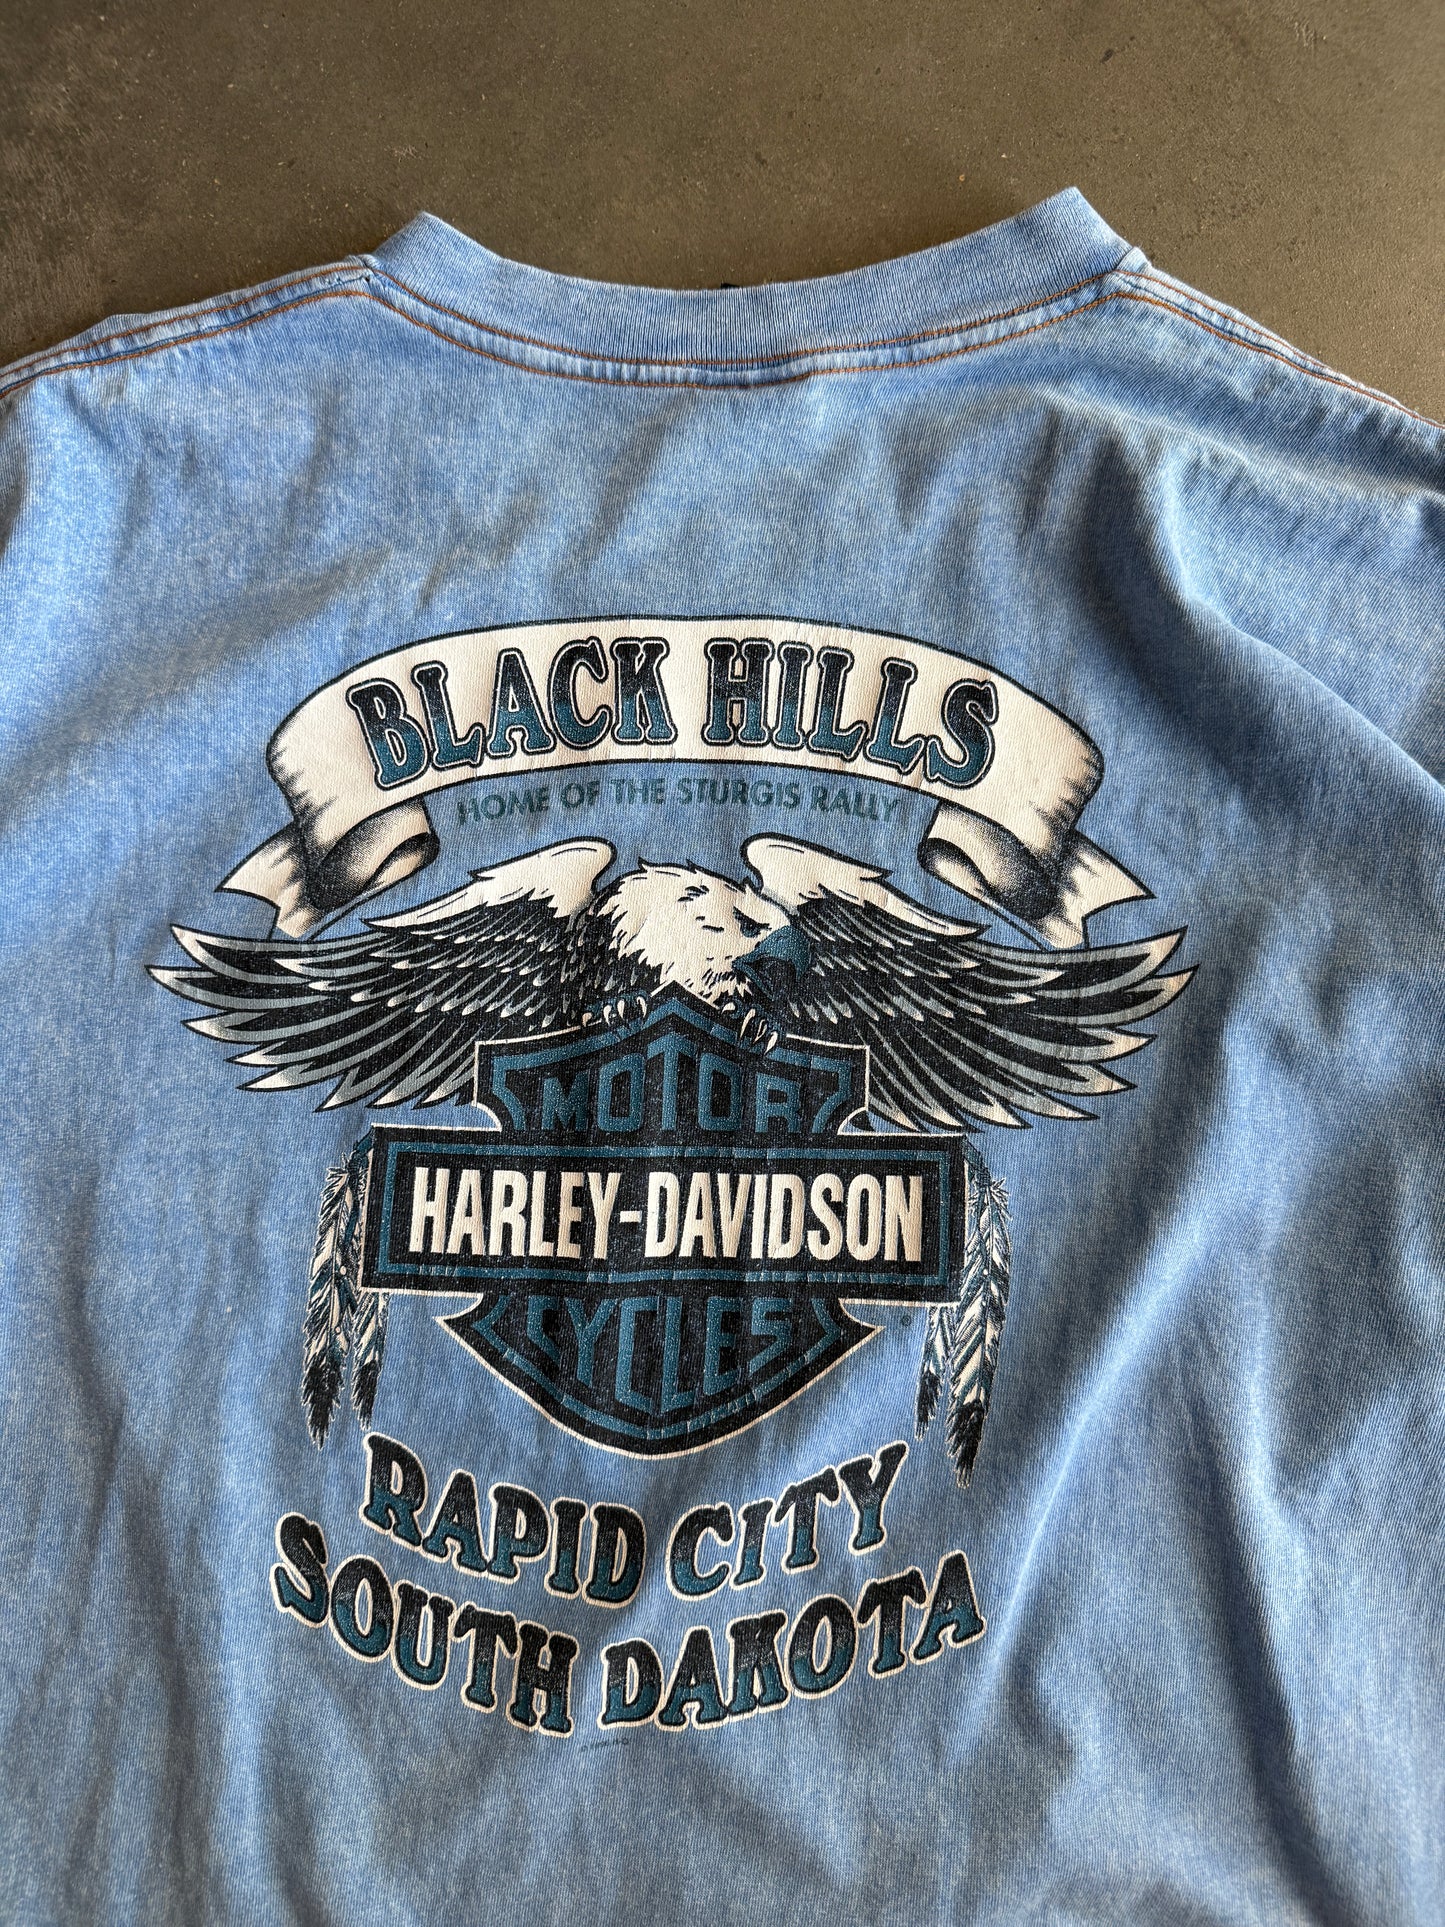 BLACK HILLS
HOME OF THE STURGIS RALLY
MOTOR
HARLEY-DAVIDSON
®
CYCLES
RAPID CITY
SOUTH DAKOTA